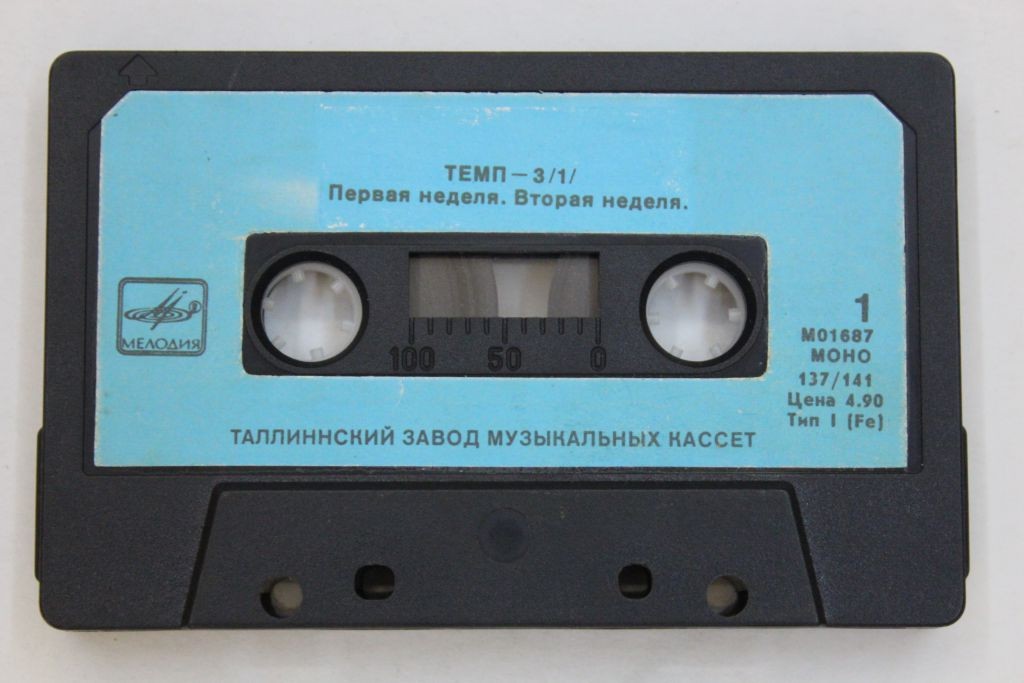 ТЕМП — 3/1/
Первая неделя. Вторая неделя.
МЕЛОДИЯ
100 50 0
1
М01687
МОНО
137/141
Цена 4.90
Тип I (Fe)
ТАЛЛИННСКИЙ ЗАВОД МУЗЫКАЛЬНЫХ КАССЕТ